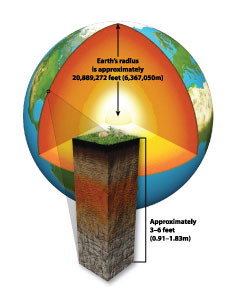 Earth's radius
is approximately
20,889,272 feet (6,367,050m)
Approximately
3–6 feet
(0.91–1.83m)